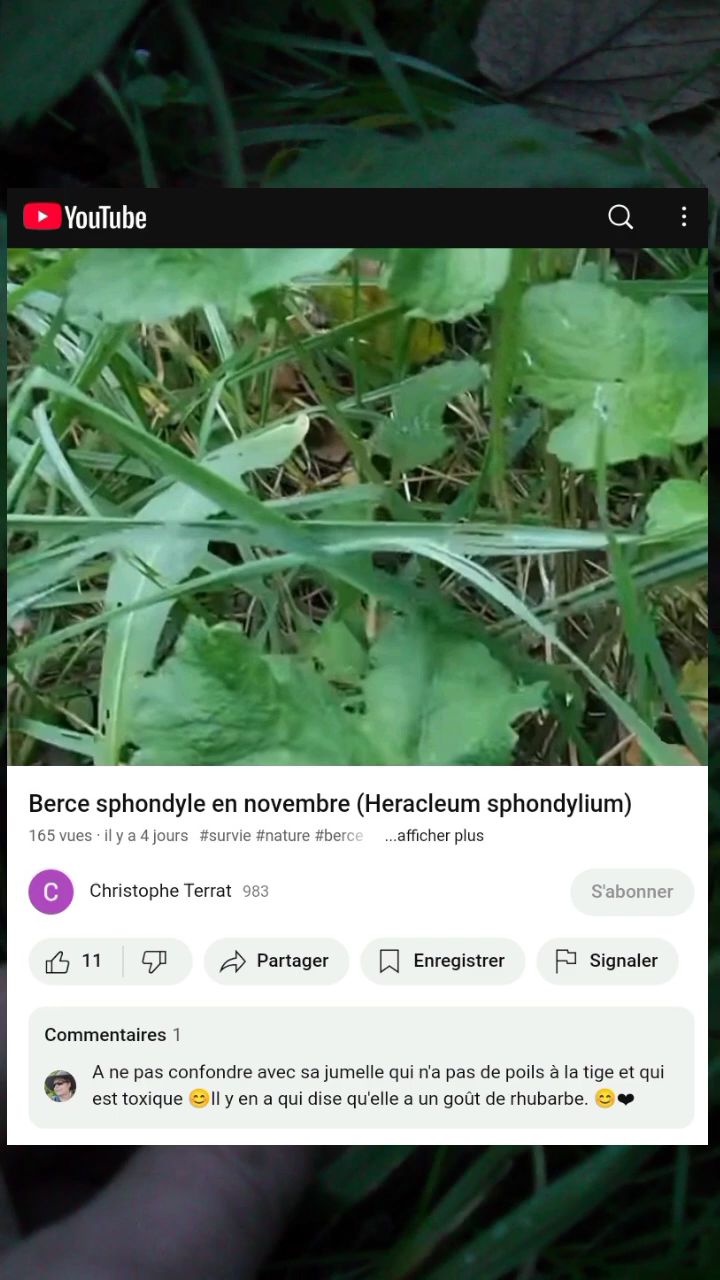 YouTube
Berce sphondyle en novembre (Heracleum sphondylium)
165 vues · il y a 4 jours #survie #nature #berce ...afficher plus
C
Christophe Terrat 983
S'abonner
11
Partager
Enregistrer
Signaler
Commentaires 1
A ne pas confondre avec sa jumelle qui n'a pas de poils à la tige et qui
est toxique 😊Il y en a qui dise qu'elle a un goût de rhubarbe. 😊❤